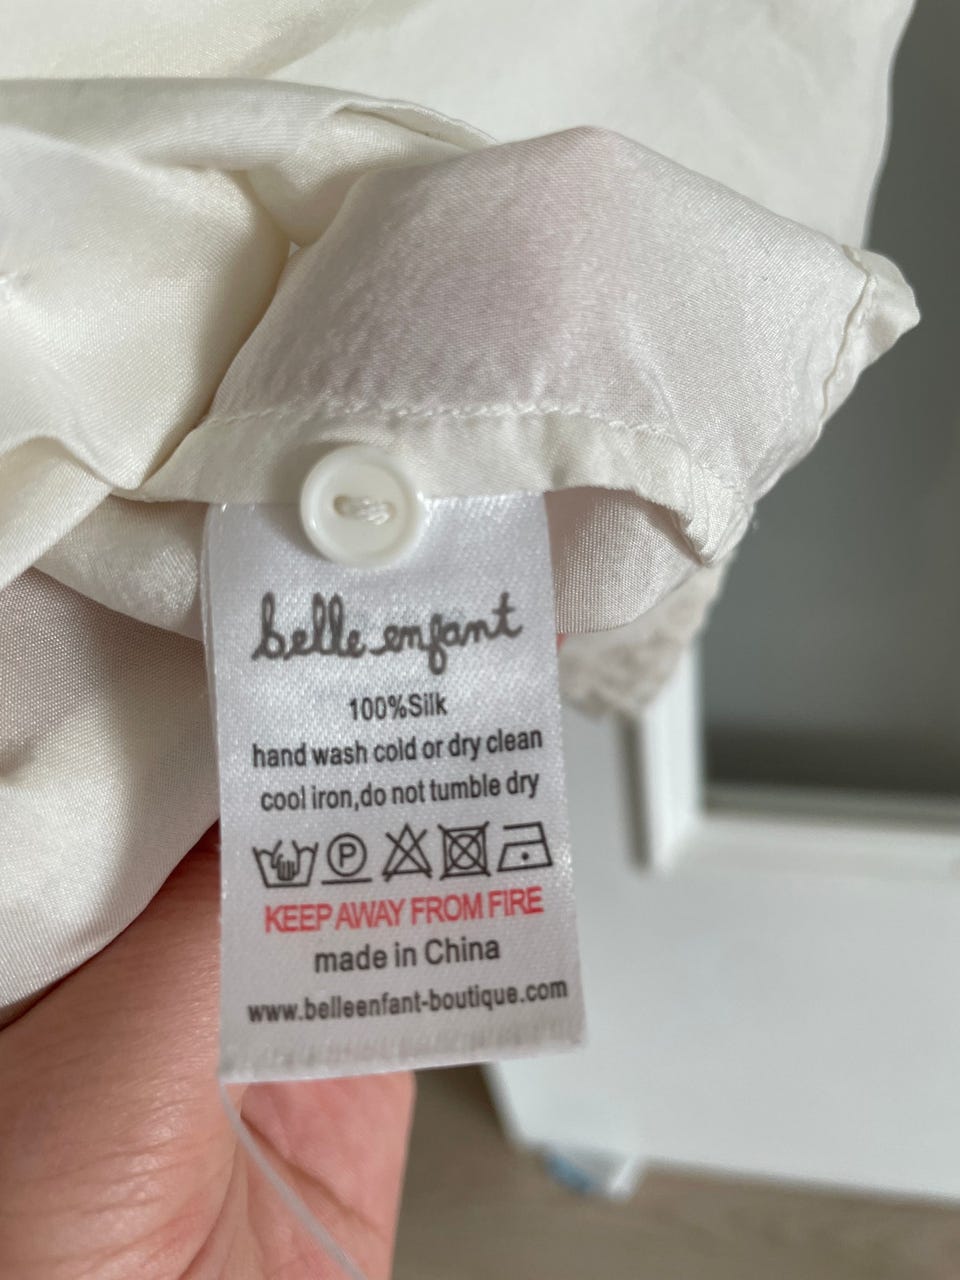 belle enfant
100%Silk
hand wash cold or dry clean
cool iron,do not tumble dry
P
KEEP AWAY FROM FIRE
made in China
www.belleenfant-boutique.com